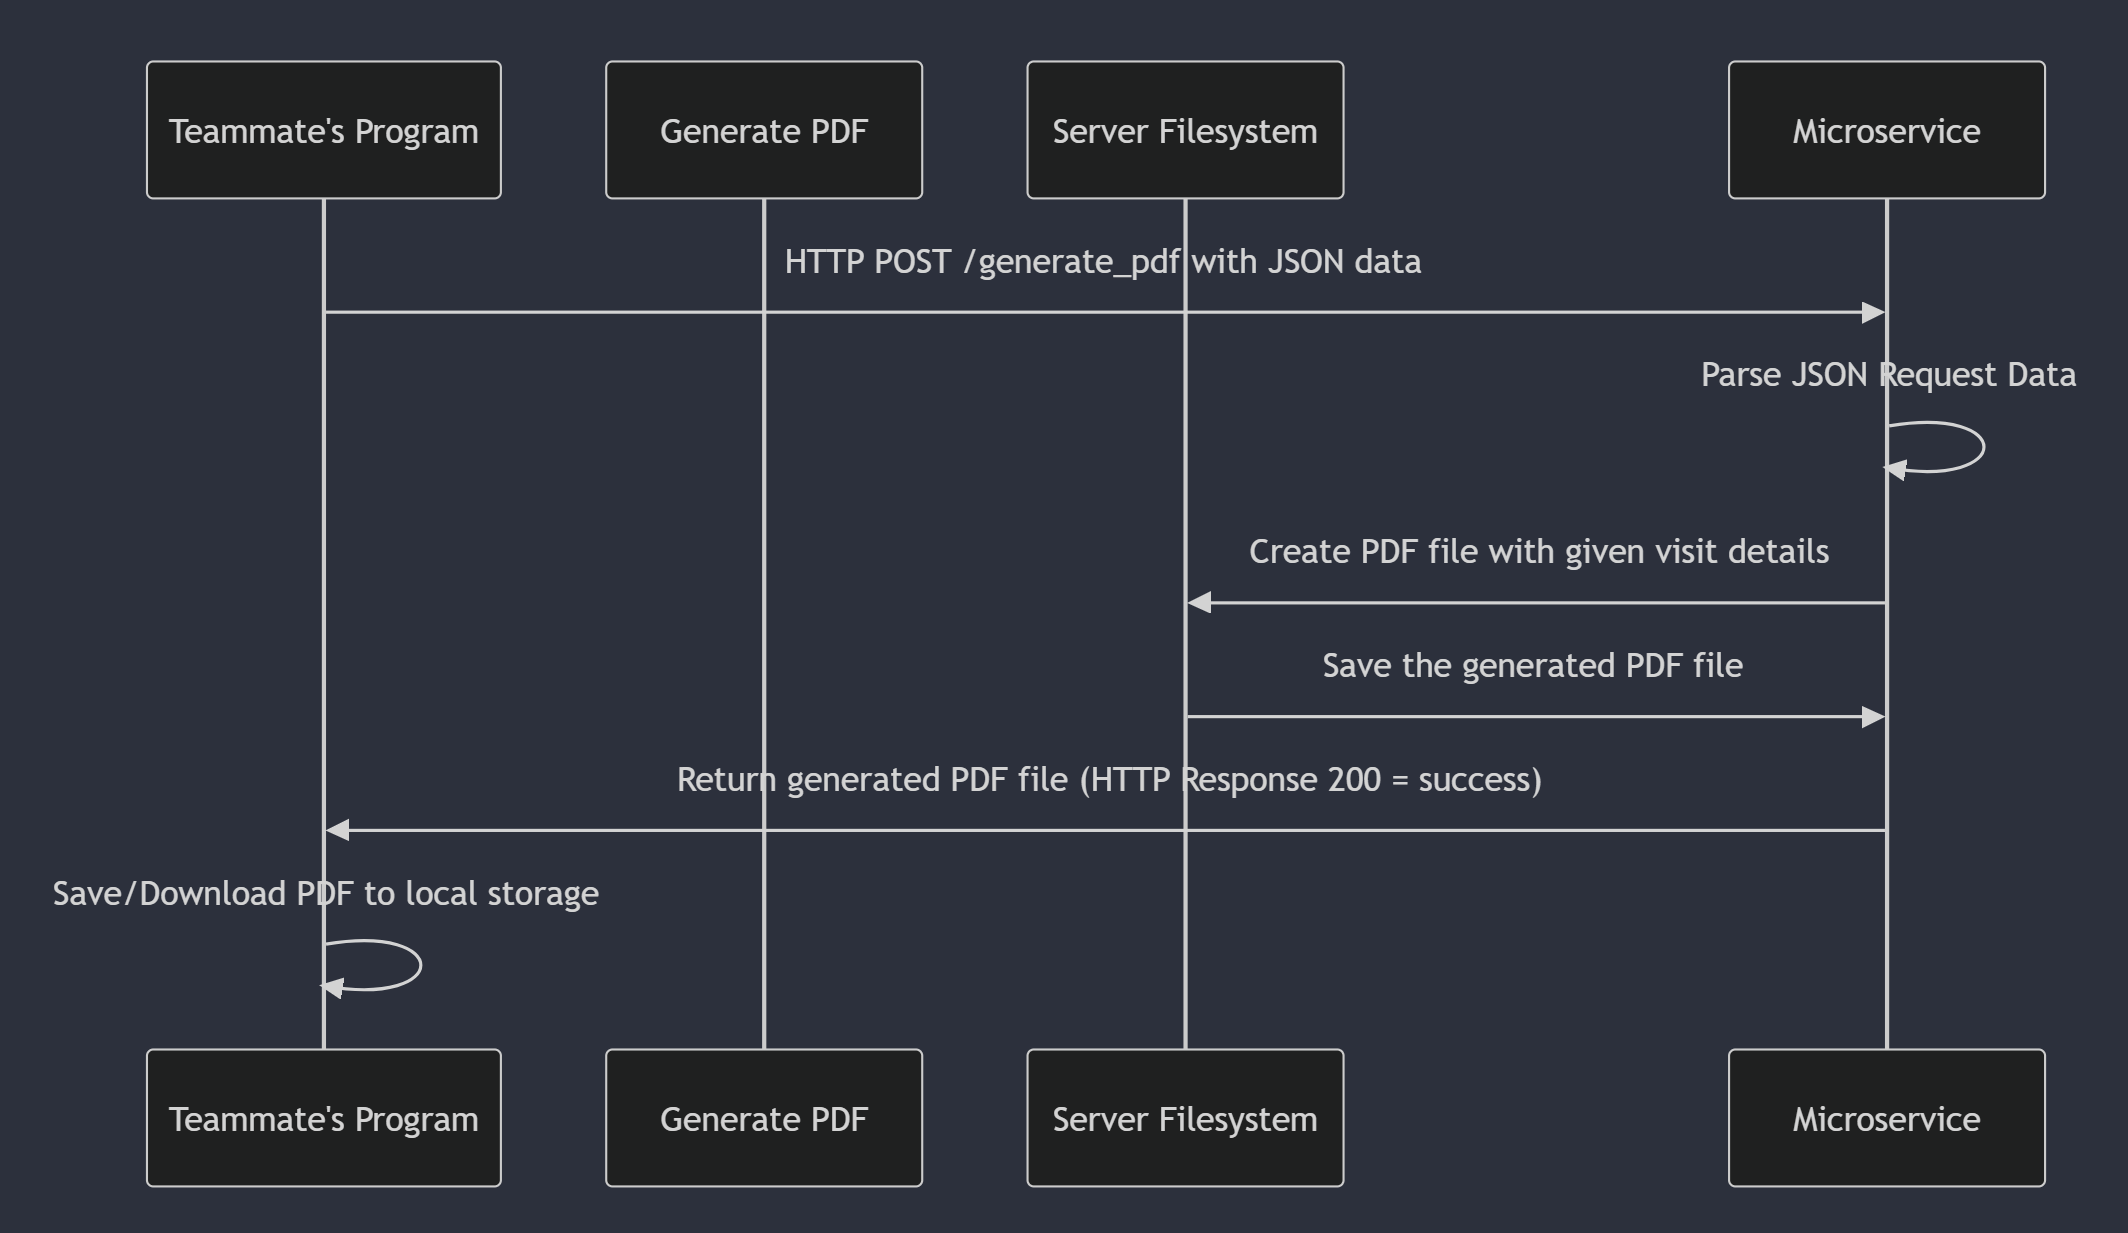 Teammate's Program
Generate PDF
Server Filesystem
Microservice
HTTP POST /generate_pdf with JSON data
Parse JSON Request Data
Create PDF file with given visit details
Save the generated PDF file
Return generated PDF file (HTTP Response 200 = success)
Save/Download PDF to local storage
Teammate's Program
Generate PDF
Server Filesystem
Microservice